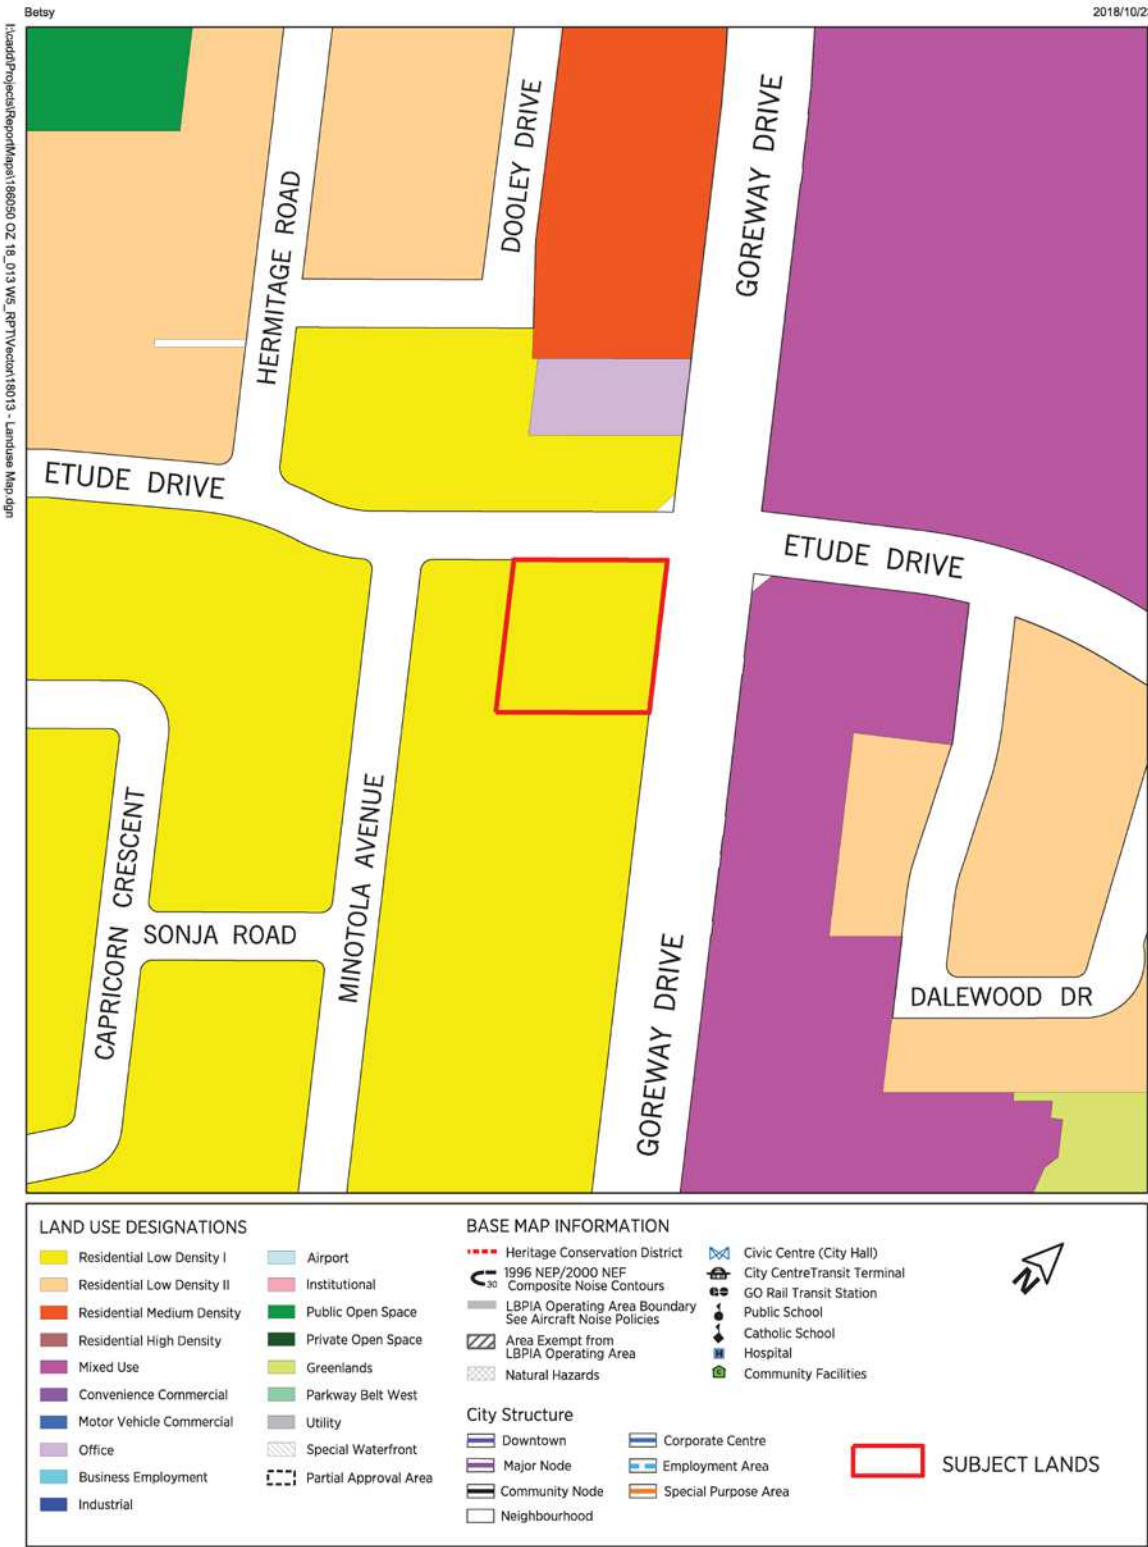 Betsy
2018/10/2
I:\cadd\Projects\ReportMaps\186050 OZ 18_013 W5_RPT\Vector\18013 - Landuse Map.dgn
HERMITAGE ROAD
DOOLEY DRIVE
GOREWAY DRIVE
ETUDE DRIVE
ETUDE DRIVE
CAPRICORN CRESCENT
SONJA ROAD
MINOTOLA AVENUE
GOREWAY DRIVE
DALEWOOD DR
LAND USE DESIGNATIONS
Residential Low Density I
Residential Low Density II
Residential Medium Density
Residential High Density
Mixed Use
Convenience Commercial
Motor Vehicle Commercial
Office
Business Employment
Industrial
Airport
Institutional
Public Open Space
Private Open Space
Greenlands
Parkway Belt West
Utility
Special Waterfront
Partial Approval Area
BASE MAP INFORMATION
Heritage Conservation District
30
1996 NEP/2000 NEF
Composite Noise Contours
LBPIA Operating Area Boundary
See Aircraft Noise Policies
Area Exempt from
LBPIA Operating Area
Natural Hazards
Civic Centre (City Hall)
City CentreTransit Terminal
GO Rail Transit Station
Public School
Catholic School
H Hospital
C Community Facilities
City Structure
Downtown
Major Node
Community Node
Neighbourhood
Corporate Centre
Employment Area
Special Purpose Area
N
SUBJECT LANDS